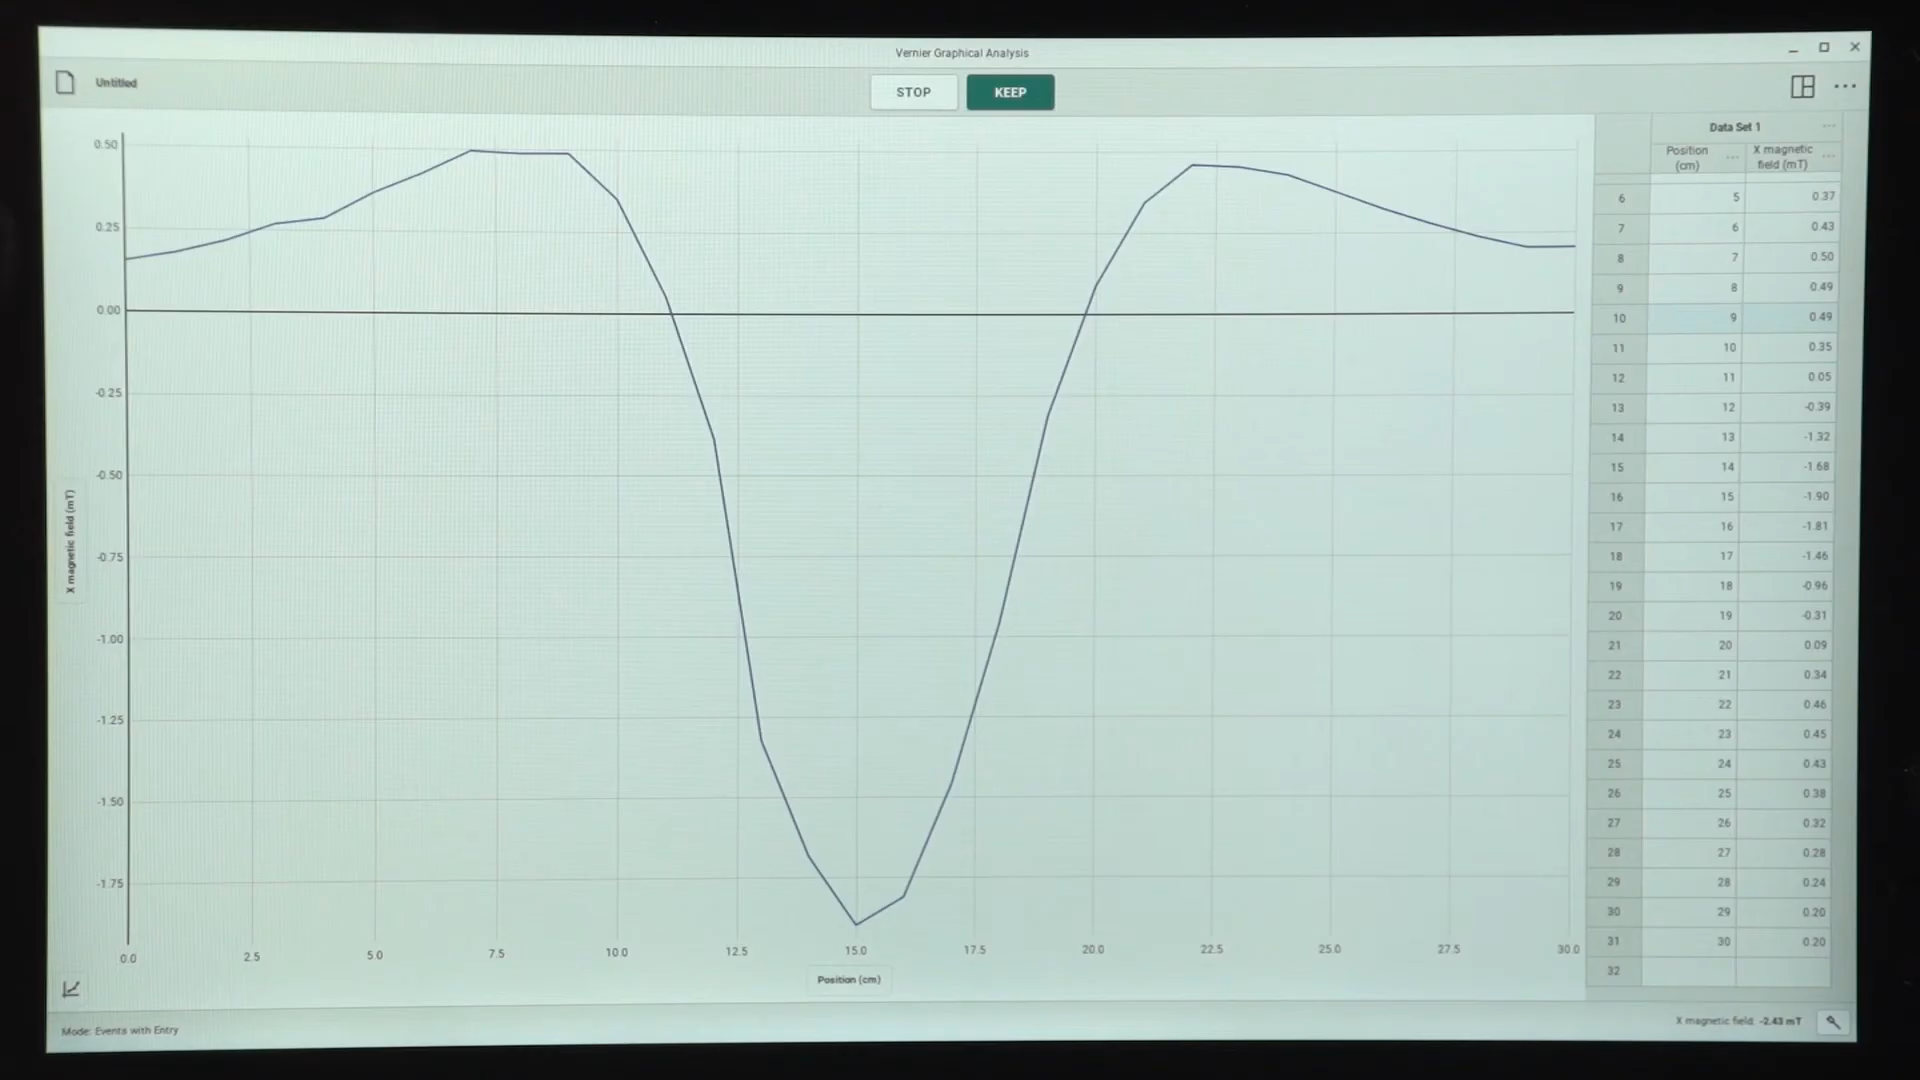 Vernier Graphical Analysis
Untitled
STOP
KEEP
0.50
0.25
0.00
-0.25
-0.50
-0.75
-1.00
-1.25
-1.50
-1.75
X magnetic field (mT)
0.0 2.5 5.0 7.5 10.0 12.5 15.0 17.5 20.0 22.5 25.0 27.5 30.0
Position (cm)
Data Set 1
Position (cm) X magnetic field (mT)
6 5 0.37
7 6 0.43
8 7 0.50
9 8 0.49
10 9 0.49
11 10 0.35
12 11 0.05
13 12 -0.39
14 13 -1.32
15 14 -1.68
16 15 -1.90
17 16 -1.81
18 17 -1.46
19 18 -0.96
20 19 -0.31
21 20 0.09
22 21 0.34
23 22 0.46
24 23 0.45
25 24 0.43
26 25 0.38
27 26 0.32
28 27 0.28
29 28 0.24
30 29 0.20
31 30 0.20
32
Mode: Events with Entry
X magnetic field: -2.43 mT